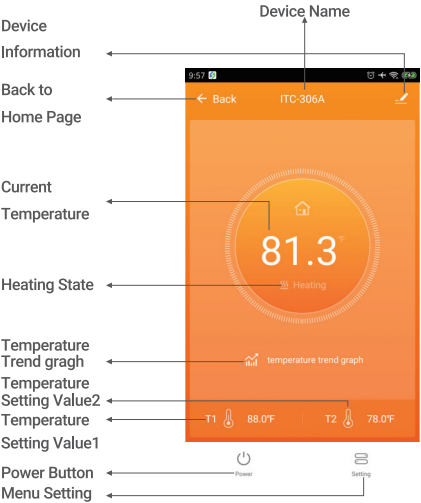 Device Name
Device
Information
9:57
Back to
Home Page
Back
ITC-306A
Current
Temperature
81.3°F
Heating State
Heating
Temperature
Trend gragh
temperature trend graph
Temperature
Setting Value2
Temperature
Setting Value1
T1 88.0°F T2 78.0°F
Power Button
Power
Menu Setting
Setting